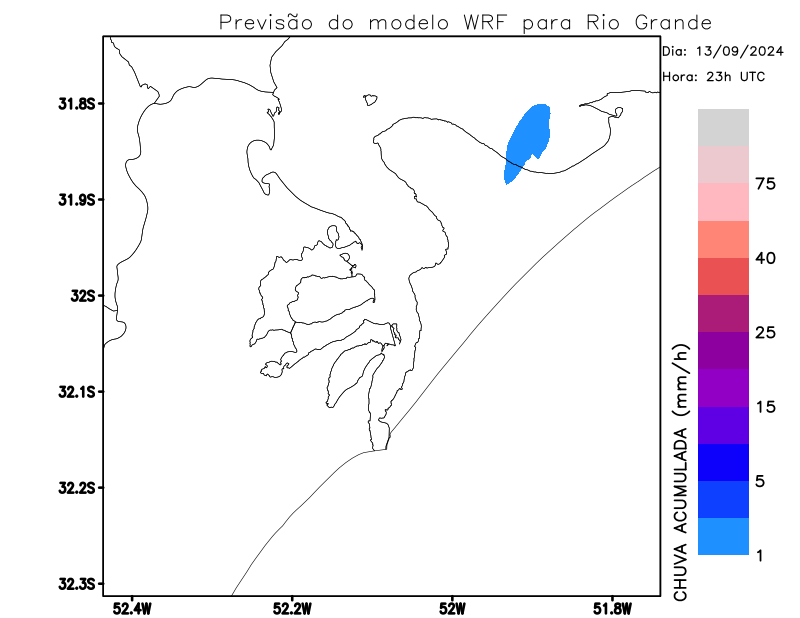 Previsão do modelo WRF para Rio Grande
Dia: 13/09/2024
Hora: 23h UTC
31.8S
31.9S
32S
32.1S
32.2S
32.3S
52.4W
52.2W
52W
51.8W
CHUVA ACUMULADA (mm/h)
75
40
25
15
5
1